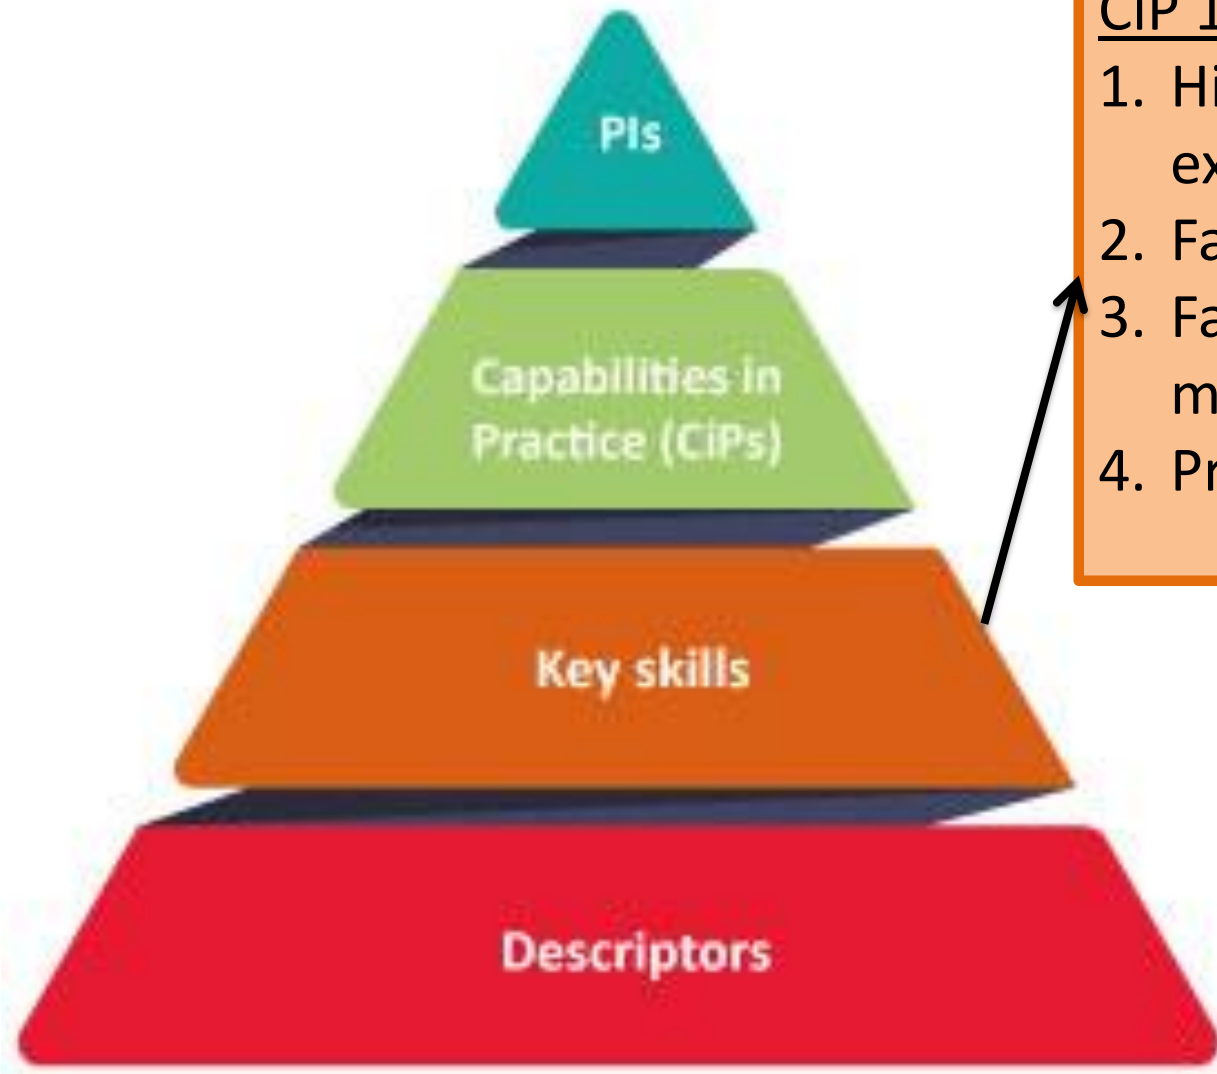 PIs
Capabilities in
Practice (CiPs)
Key skills
Descriptors
CiP 1
1. Hi
ex
2. Fa
3. Fa
m
4. Pr